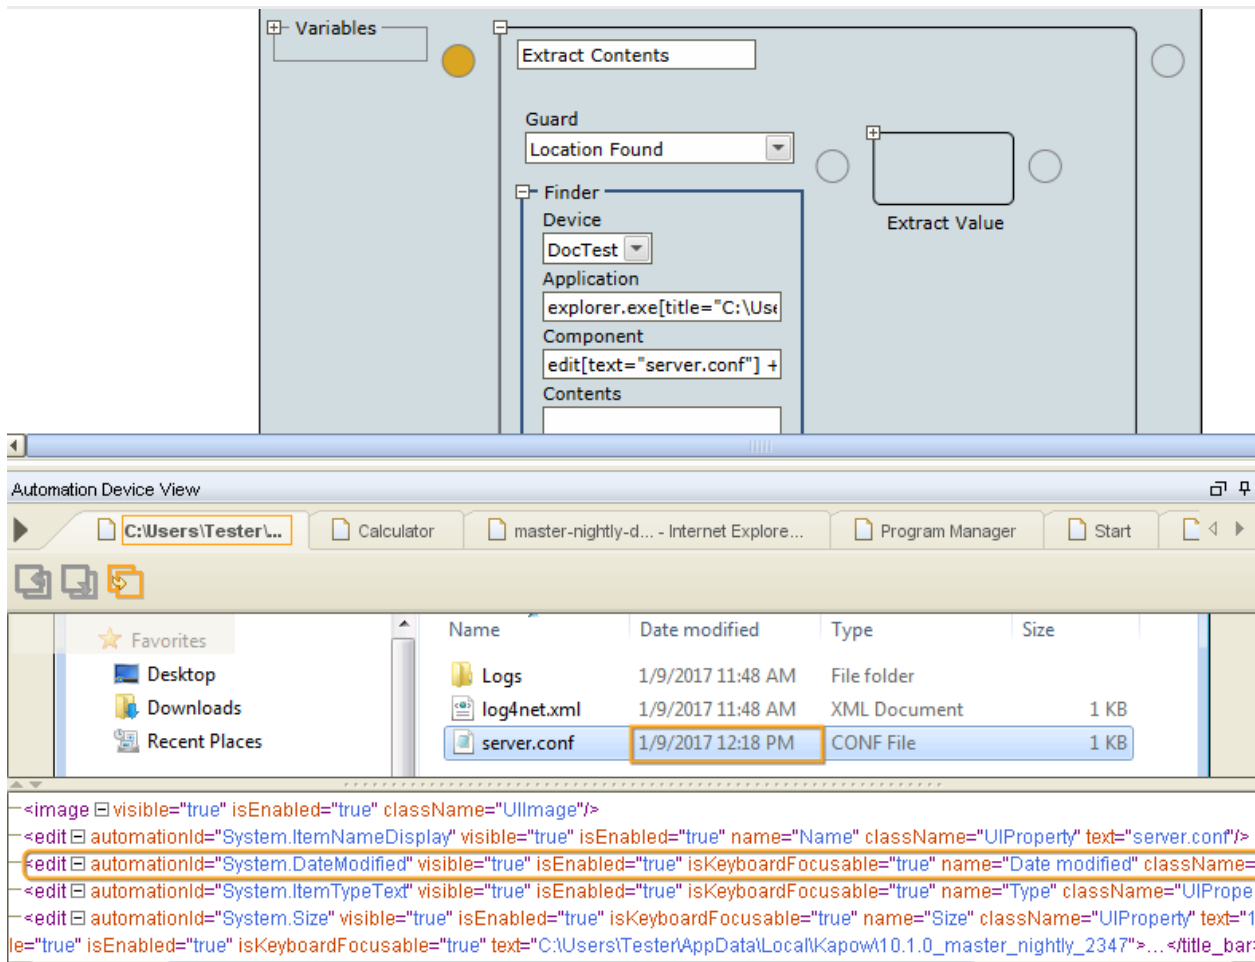 Variables
Extract Contents
Guard
Location Found
Finder
Device
DocTest
Application
explorer.exe[title="C:\Use
Component
edit[text="server.conf"] +
Contents
Extract Value
Automation Device View
C:\Users\Tester\... Calculator master-nightly-d... - Internet Explore... Program Manager Start
Favorites
Desktop
Downloads
Recent Places
Name Date modified Type Size
Logs 1/9/2017 11:48 AM File folder
log4net.xml 1/9/2017 11:48 AM XML Document 1 KB
server.conf 1/9/2017 12:18 PM CONF File 1 KB
<image visible="true" isEnabled="true" className="UIImage"/>
<edit automationId="System.ItemNameDisplay" visible="true" isEnabled="true" name="Name" className="UIProperty" text="server.conf"/>
<edit automationId="System.DateModified" visible="true" isEnabled="true" isKeyboardFocusable="true" name="Date modified" className=
<edit automationId="System.ItemTypeText" visible="true" isEnabled="true" isKeyboardFocusable="true" name="Type" className="UIPrope
<edit automationId="System.Size" visible="true" isEnabled="true" isKeyboardFocusable="true" name="Size" className="UIProperty" text="1
le="true" isEnabled="true" isKeyboardFocusable="true" text="C:\Users\Tester\AppData\Local\Kapow\10.1.0_master_nightly_2347">...</title_bar>